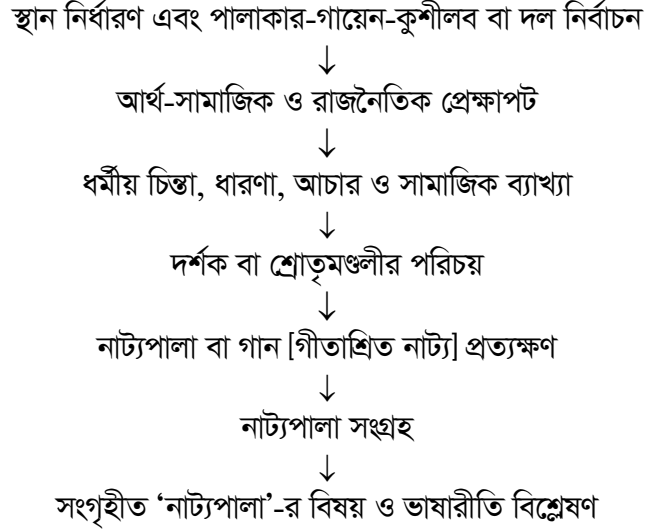 স্থান নির্ধারণ এবং পালাকার-গায়েন-কুশীলব বা দল নির্বাচন
↓
আর্থ-সামাজিক ও রাজনৈতিক প্রেক্ষাপট
↓
ধর্মীয় চিন্তা, ধারণা, আচার ও সামাজিক ব্যাখ্যা
↓
দর্শক বা শ্রোতৃমণ্ডলীর পরিচয়
↓
নাট্যপালা বা গান [গীতাশ্রিত নাট্য] প্রত্যক্ষণ
↓
নাট্যপালা সংগ্রহ
↓
সংগৃহীত ‘নাট্যপালা’-র বিষয় ও ভাষারীতি বিশ্লেষণ